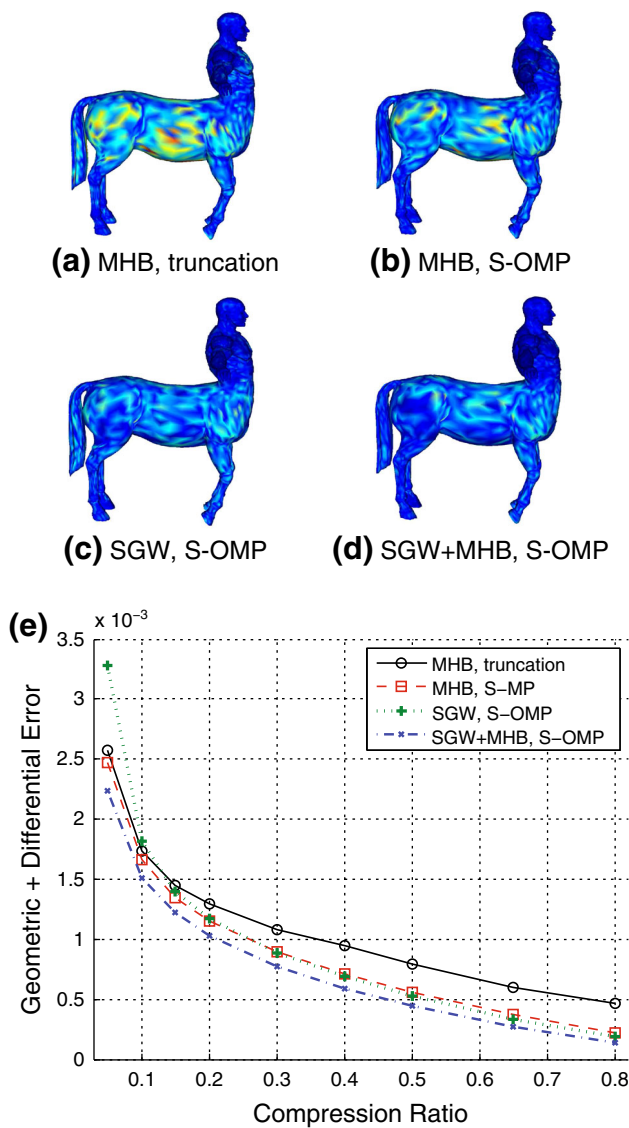 (a) MHB, truncation
(b) MHB, S-OMP
(c) SGW, S-OMP
(d) SGW+MHB, S-OMP
(e)
x 10⁻³
3.5
3
2.5
2
1.5
1
0.5
0
Geometric + Differential Error
MHB, truncation
MHB, S−MP
SGW, S−OMP
SGW+MHB, S−OMP
0.1 0.2 0.3 0.4 0.5 0.6 0.7 0.8
Compression Ratio